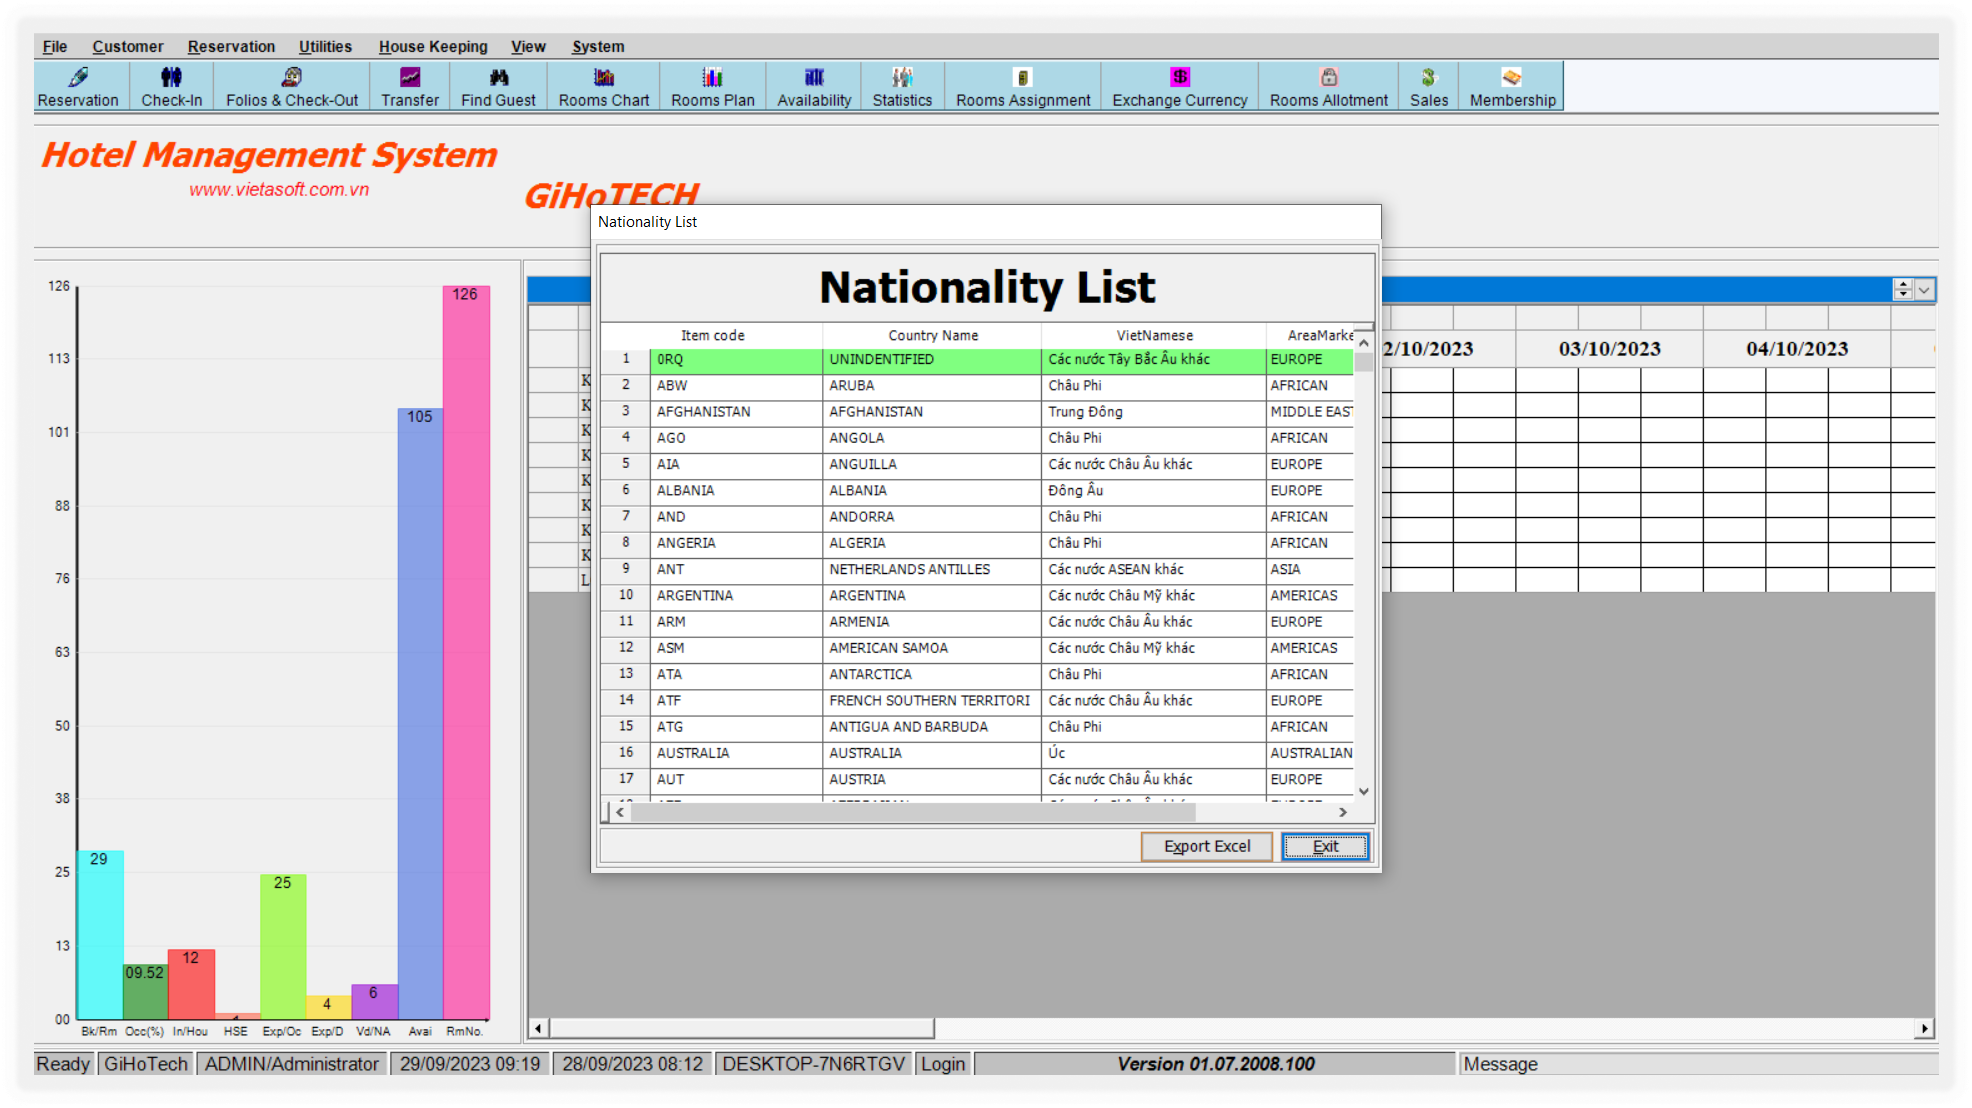 File Customer Reservation Utilities House Keeping View System
Reservation Check-In Folios & Check-Out Transfer Find Guest Rooms Chart Rooms Plan Availability Statistics Rooms Assignment Exchange Currency Rooms Allotment Sales Membership
Hotel Management System
www.vietasoft.com.vn
GiHoTECH
Nationality List
Nationality List
Item code Country Name VietNamese AreaMarke
1 0RQ UNINDENTIFIED Các nước Tây Bắc Âu khác EUROPE
2 ABW ARUBA Châu Phi AFRICAN
3 AFGHANISTAN AFGHANISTAN Trung Đông MIDDLE EAST
4 AGO ANGOLA Châu Phi AFRICAN
5 AIA ANGUILLA Các nước Châu Âu khác EUROPE
6 ALBANIA ALBANIA Đông Âu EUROPE
7 AND ANDORRA Châu Phi AFRICAN
8 ANGERIA ALGERIA Châu Phi AFRICAN
9 ANT NETHERLANDS ANTILLES Các nước ASEAN khác ASIA
10 ARGENTINA ARGENTINA Các nước Châu Mỹ khác AMERICAS
11 ARM ARMENIA Các nước Châu Âu khác EUROPE
12 ASM AMERICAN SAMOA Các nước Châu Mỹ khác AMERICAS
13 ATA ANTARCTICA Châu Phi AFRICAN
14 ATF FRENCH SOUTHERN TERRITORI Các nước Châu Âu khác EUROPE
15 ATG ANTIGUA AND BARBUDA Châu Phi AFRICAN
16 AUSTRALIA AUSTRALIA Úc AUSTRALIAN
17 AUT AUSTRIA Các nước Châu Âu khác EUROPE
Export Excel Exit
2/10/2023 03/10/2023 04/10/2023
K
K
K
K
K
K
K
K
L
126
113
101
88
76
63
50
38
25
13
00
29 09.52 12 25 4 6 105 126
Bk/Rm Occ(%) In/Hou HSE Exp/Oc Exp/D Vd/NA Avai RmNo.
Ready GiHoTech ADMIN/Administrator 29/09/2023 09:19 28/09/2023 08:12 DESKTOP-7N6RTGV Login Version 01.07.2008.100 Message